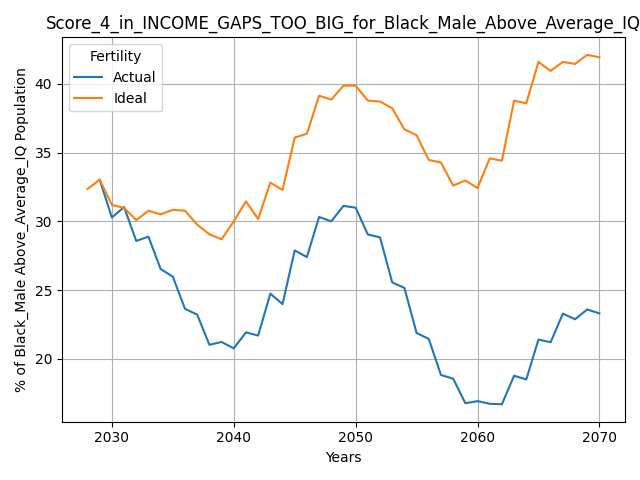 Score_4_in_INCOME_GAPS_TOO_BIG_for_Black_Male_Above_Average_IQ
Fertility
Actual
Ideal
% of Black_Male Above_Average_IQ Population
40
35
30
25
20
2030
2040
2050
2060
2070
Years